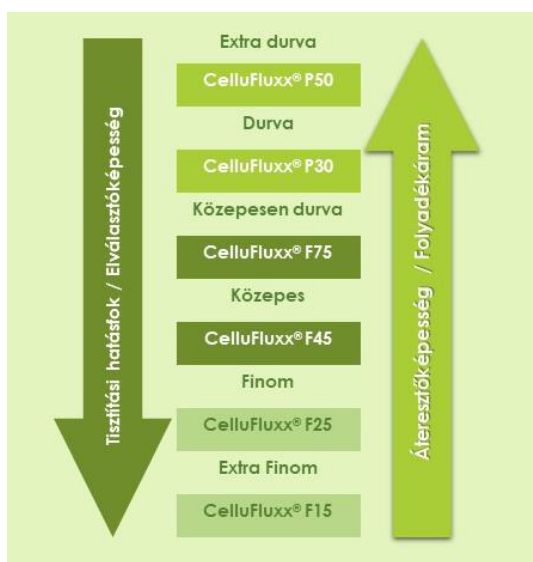 Extra durva
CelluFluxx® P50
Durva
CelluFluxx® P30
Közepesen durva
CelluFluxx® F75
Közepes
CelluFluxx® F45
Finom
CelluFluxx® F25
Extra Finom
CelluFluxx® F15
Tisztítási hatásfok / Elválasztóképesség
Áteresztőképesség / Folyadékáram